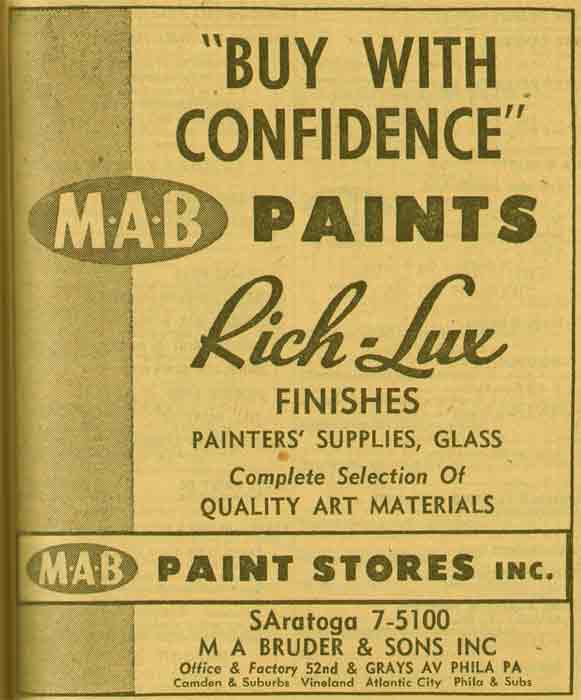 "BUY WITH
CONFIDENCE"
M·A·B PAINTS
Rich-Lux
FINISHES
PAINTERS' SUPPLIES, GLASS
Complete Selection Of
QUALITY ART MATERIALS
M·A·B PAINT STORES INC.
SAratoga 7-5100
M A BRUDER & SONS INC
Office & Factory 52nd & GRAYS AV PHILA PA
Camden & Suburbs Vineland Atlantic City Phila & Subs